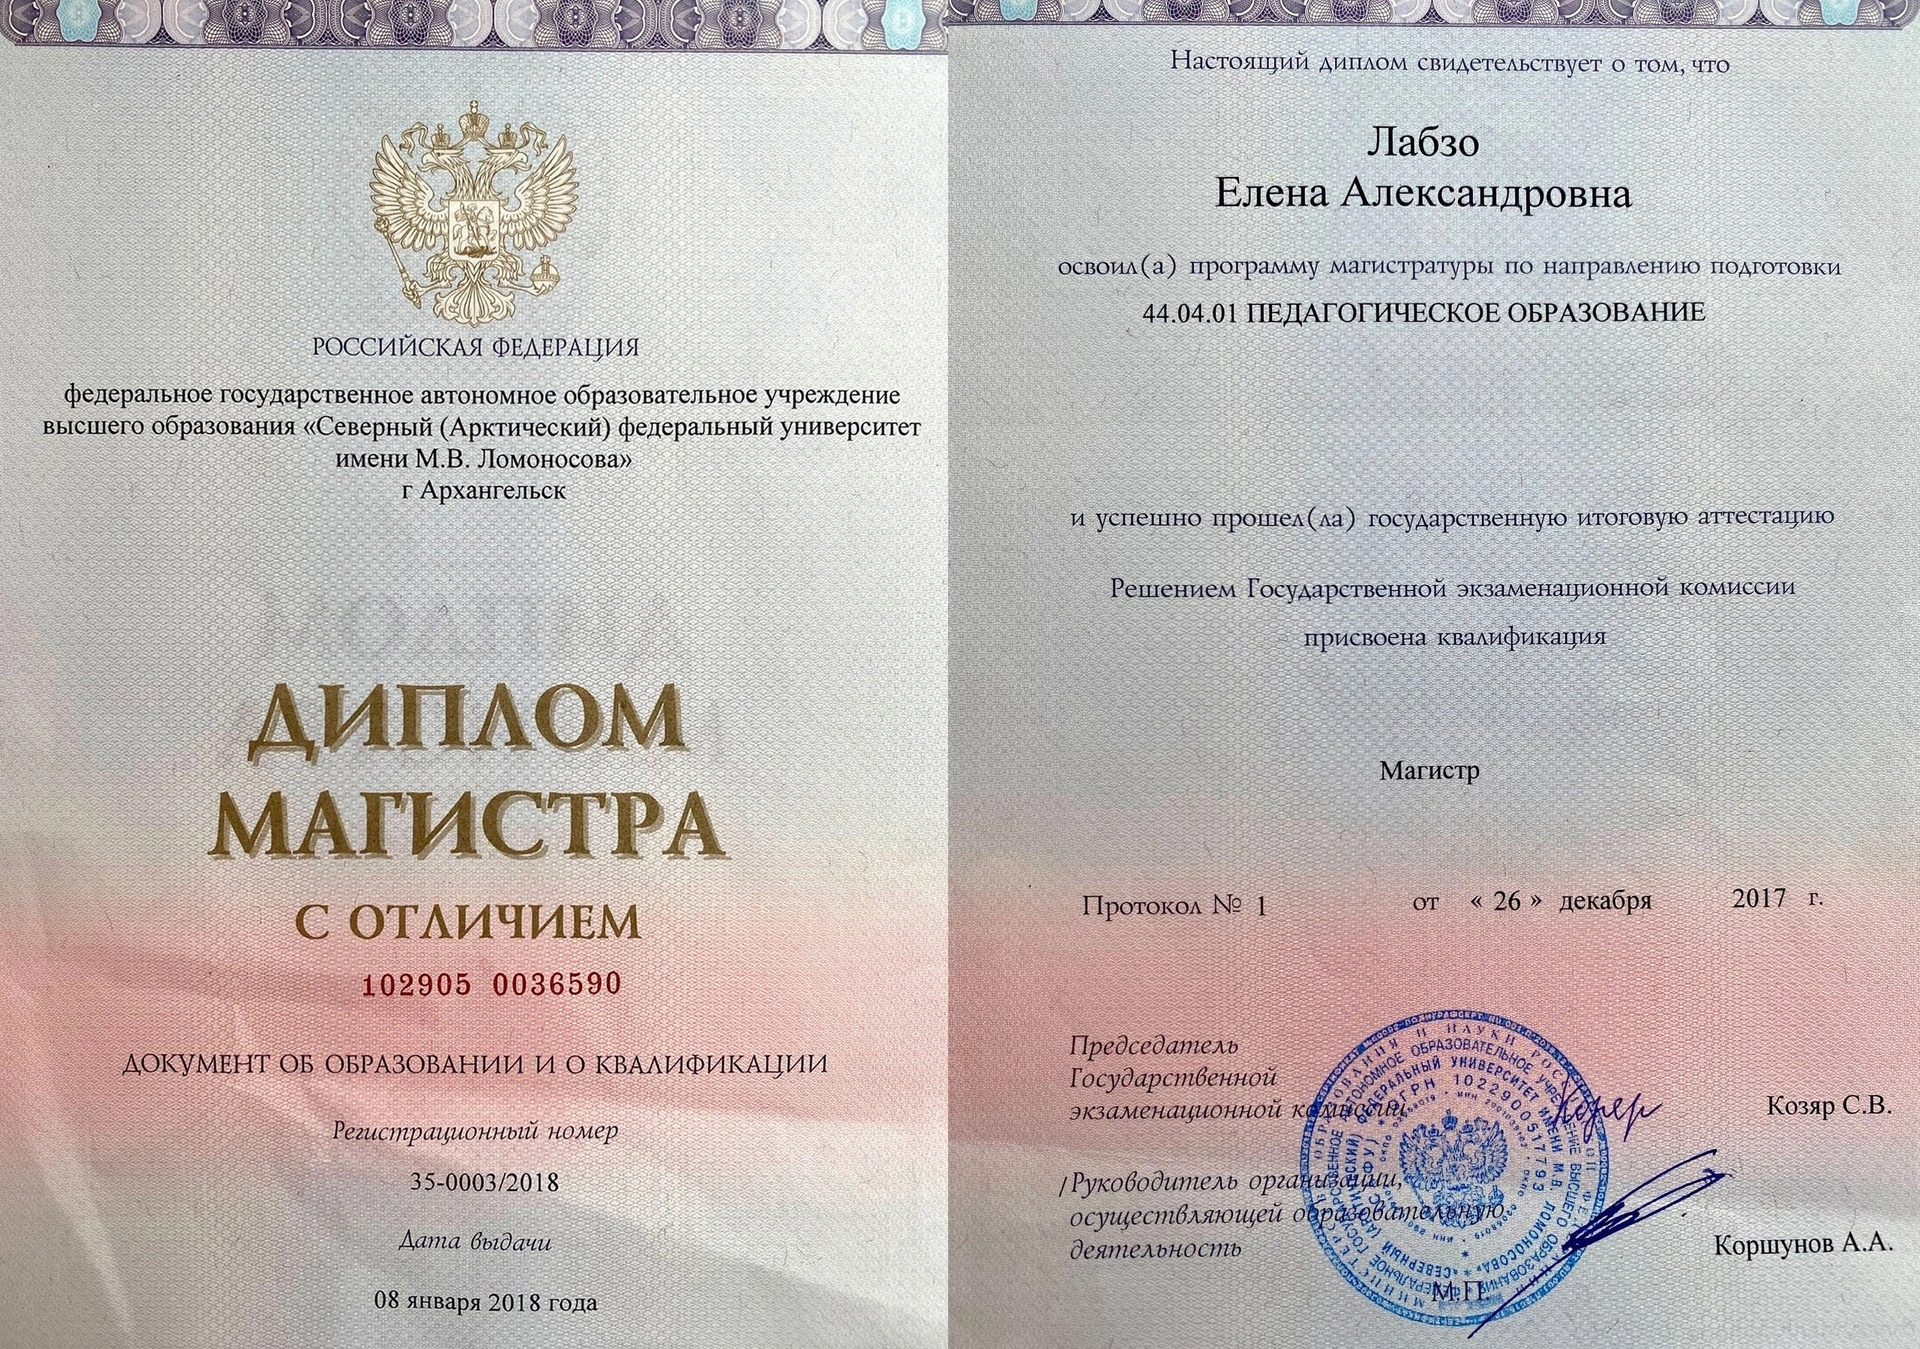 РОССИЙСКАЯ ФЕДЕРАЦИЯ
федеральное государственное автономное образовательное учреждение
высшего образования «Северный (Арктический) федеральный университет
имени М.В. Ломоносова»
г Архангельск
ДИПЛОМ
МАГИСТРА
С ОТЛИЧИЕМ
102905 0036590
ДОКУМЕНТ ОБ ОБРАЗОВАНИИ И О КВАЛИФИКАЦИИ
Регистрационный номер
35-0003/2018
Дата выдачи
08 января 2018 года
Настоящий диплом свидетельствует о том, что
Лабзо
Елена Александровна
освоил(а) программу магистратуры по направлению подготовки
44.04.01 ПЕДАГОГИЧЕСКОЕ ОБРАЗОВАНИЕ
и успешно прошел(ла) государственную итоговую аттестацию
Решением Государственной экзаменационной комиссии
присвоена квалификация
Магистр
Протокол № 1 от « 26 » декабря 2017 г.
Председатель
Государственной
экзаменационной комиссии
Козяр С.В.
/Руководитель организации,
осуществляющей образовательную
деятельность
Коршунов А.А.
М.П.
ОГРН 1022900517793